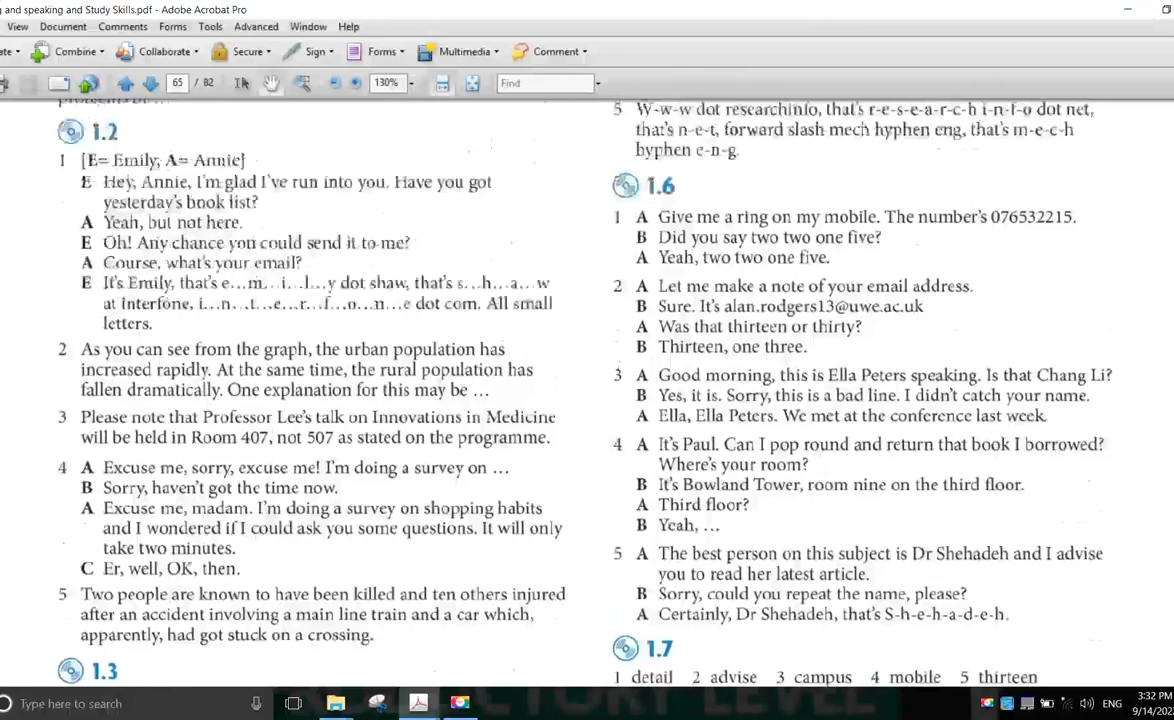 g and speaking and Study Skills.pdf - Adobe Acrobat Pro
View Document Comments Forms Tools Advanced Window Help
ate Combine Collaborate Secure Sign Forms Multimedia Comment
65 / 82 130% Find
1.2
1 [E= Emily; A= Annie]
E Hey, Annie, I'm glad I've run into you. Have you got
yesterday's book list?
A Yeah, but not here.
E Oh! Any chance you could send it to me?
A Course, what's your email?
E It's Emily, that's e…m…i…l…y dot shaw, that's s…h…a…w
at interfone, i…n…t…e…r…f…o…n…e dot com. All small
letters.
2 As you can see from the graph, the urban population has
increased rapidly. At the same time, the rural population has
fallen dramatically. One explanation for this may be …
3 Please note that Professor Lee's talk on Innovations in Medicine
will be held in Room 407, not 507 as stated on the programme.
4 A Excuse me, sorry, excuse me! I'm doing a survey on …
B Sorry, haven't got the time now.
A Excuse me, madam. I'm doing a survey on shopping habits
and I wondered if I could ask you some questions. It will only
take two minutes.
C Er, well, OK, then.
5 Two people are known to have been killed and ten others injured
after an accident involving a main line train and a car which,
apparently, had got stuck on a crossing.
1.3
5 W-w-w dot researchinfo, that's r-e-s-e-a-r-c-h i-n-f-o dot net,
that's n-e-t, forward slash mech hyphen eng, that's m-e-c-h
hyphen e-n-g.
1.6
1 A Give me a ring on my mobile. The number's 076532215.
B Did you say two two one five?
A Yeah, two two one five.
2 A Let me make a note of your email address.
B Sure. It's alan.rodgers13@uwe.ac.uk
A Was that thirteen or thirty?
B Thirteen, one three.
3 A Good morning, this is Ella Peters speaking. Is that Chang Li?
B Yes, it is. Sorry, this is a bad line. I didn't catch your name.
A Ella, Ella Peters. We met at the conference last week.
4 A It's Paul. Can I pop round and return that book I borrowed?
Where's your room?
B It's Bowland Tower, room nine on the third floor.
A Third floor?
B Yeah, …
5 A The best person on this subject is Dr Shehadeh and I advise
you to read her latest article.
B Sorry, could you repeat the name, please?
A Certainly, Dr Shehadeh, that's S-h-e-h-a-d-e-h.
1.7
1 detail 2 advise 3 campus 4 mobile 5 thirteen
Type here to search
ENG
3:32 PM
9/14/202